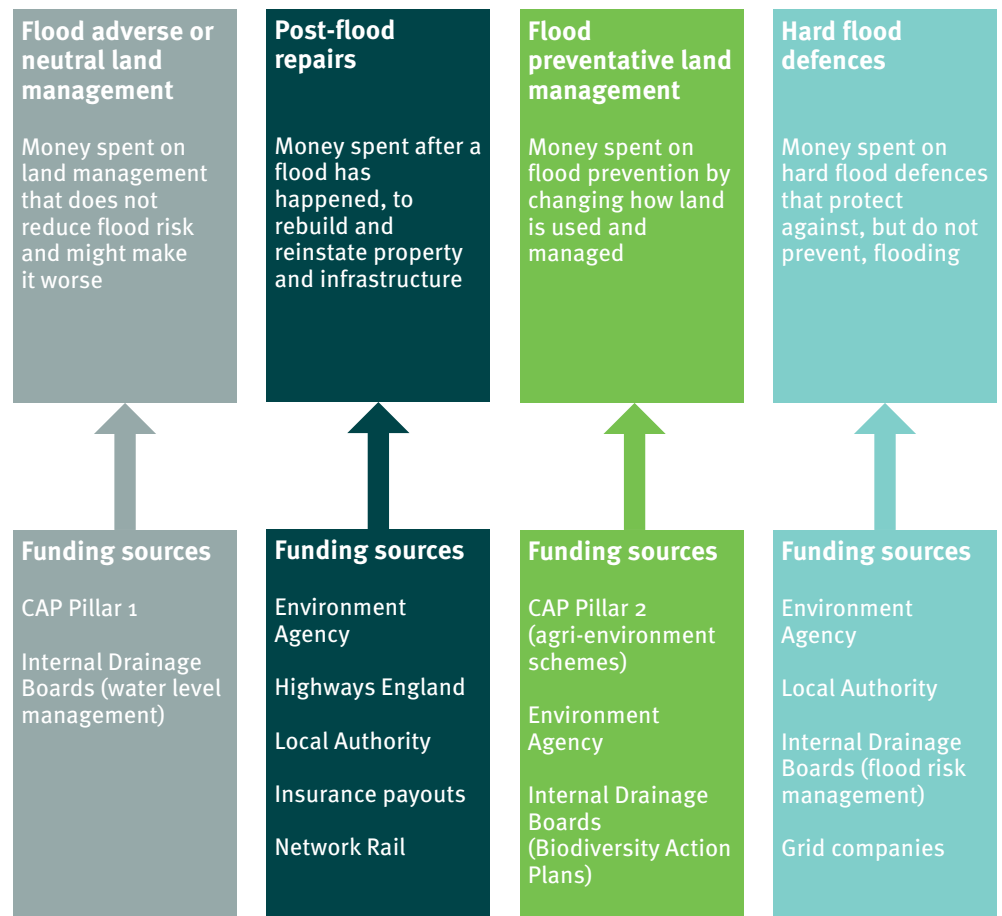 Flood adverse or
neutral land
management
Money spent on
land management
that does not
reduce flood risk
and might make
it worse
Post-flood
repairs
Money spent after a
flood has
happened, to
rebuild and
reinstate property
and infrastructure
Flood
preventative land
management
Money spent on
flood prevention by
changing how land
is used and
managed
Hard flood
defences
Money spent on
hard flood defences
that protect
against, but do not
prevent, flooding
Funding sources
CAP Pillar 1
Internal Drainage
Boards (water level
management)
Funding sources
Environment
Agency
Highways England
Local Authority
Insurance payouts
Network Rail
Funding sources
CAP Pillar 2
(agri-environment
schemes)
Environment
Agency
Internal Drainage
Boards
(Biodiversity Action
Plans)
Funding sources
Environment
Agency
Local Authority
Internal Drainage
Boards (flood risk
management)
Grid companies